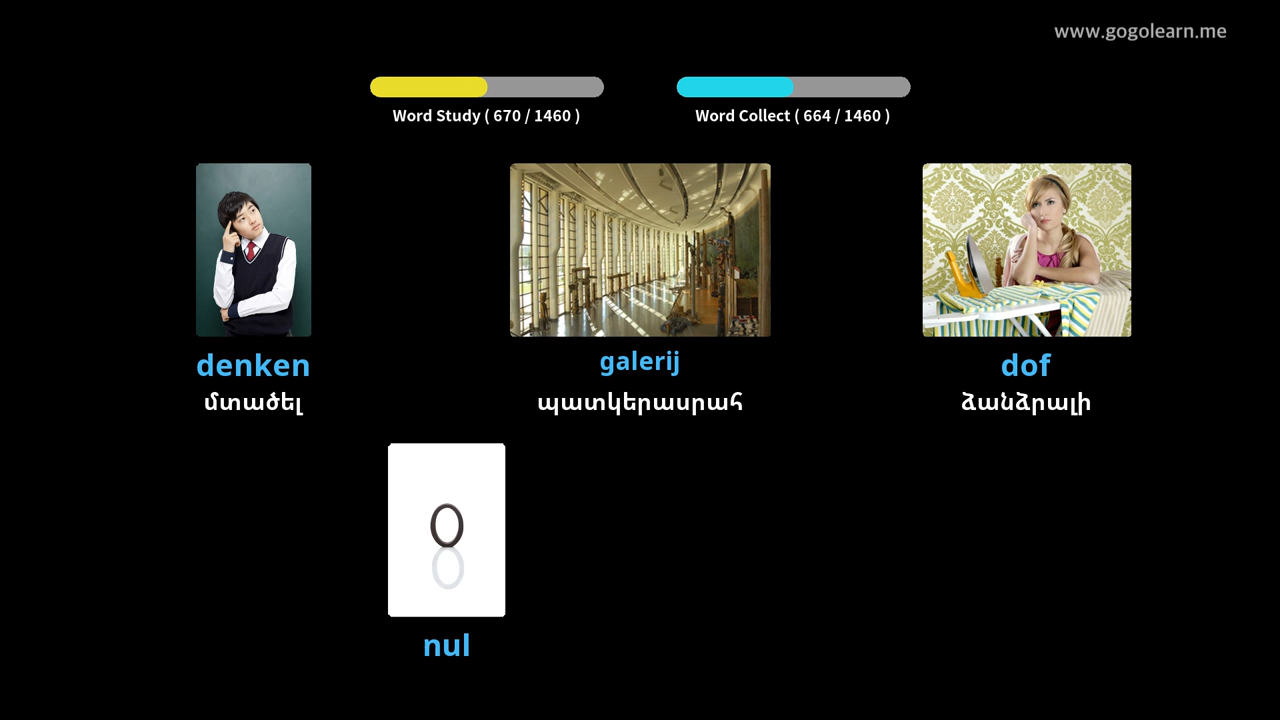 www.gogolearn.me
Word Study ( 670 / 1460 )
Word Collect ( 664 / 1460 )
denken
galerij
dof
մտածել
պատկերասրահ
ձանձրալի
0
nul